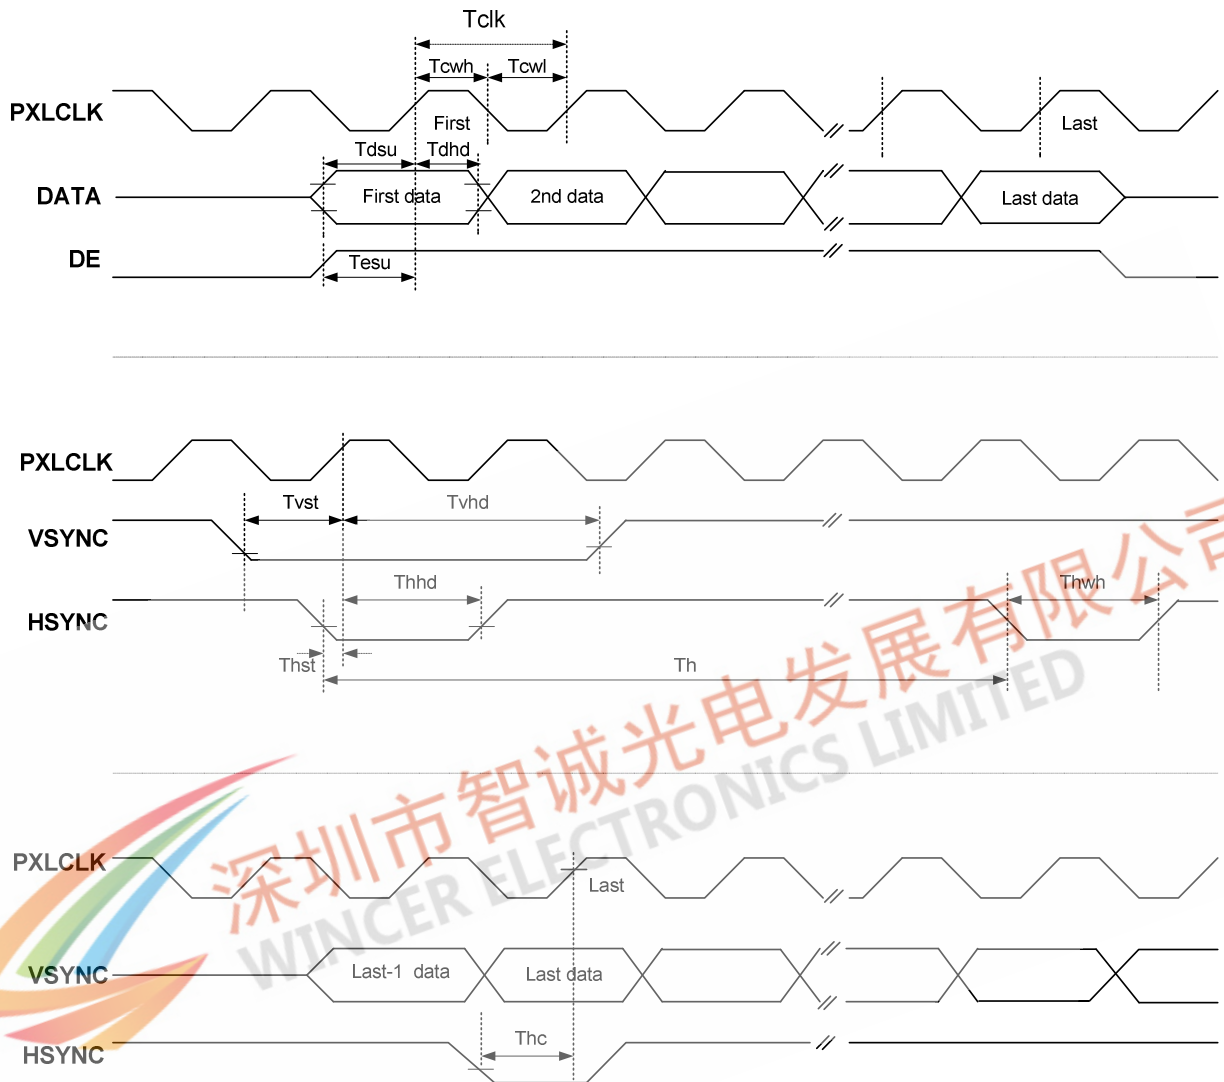 Tclk
Tcwh Tcwl
PXLCLK
First
Last
Tdsu Tdhd
DATA
First data
2nd data
Last data
DE
Tesu
PXLCLK
Tvst
Tvhd
VSYNC
Thhd
Thwh
HSYNC
Thst
Th
深圳市智诚光电发展有限公司
WINCER ELECTRONICS LIMITED
PXLCLK
Last
VSYNC
Last-1 data
Last data
Thc
HSYNC